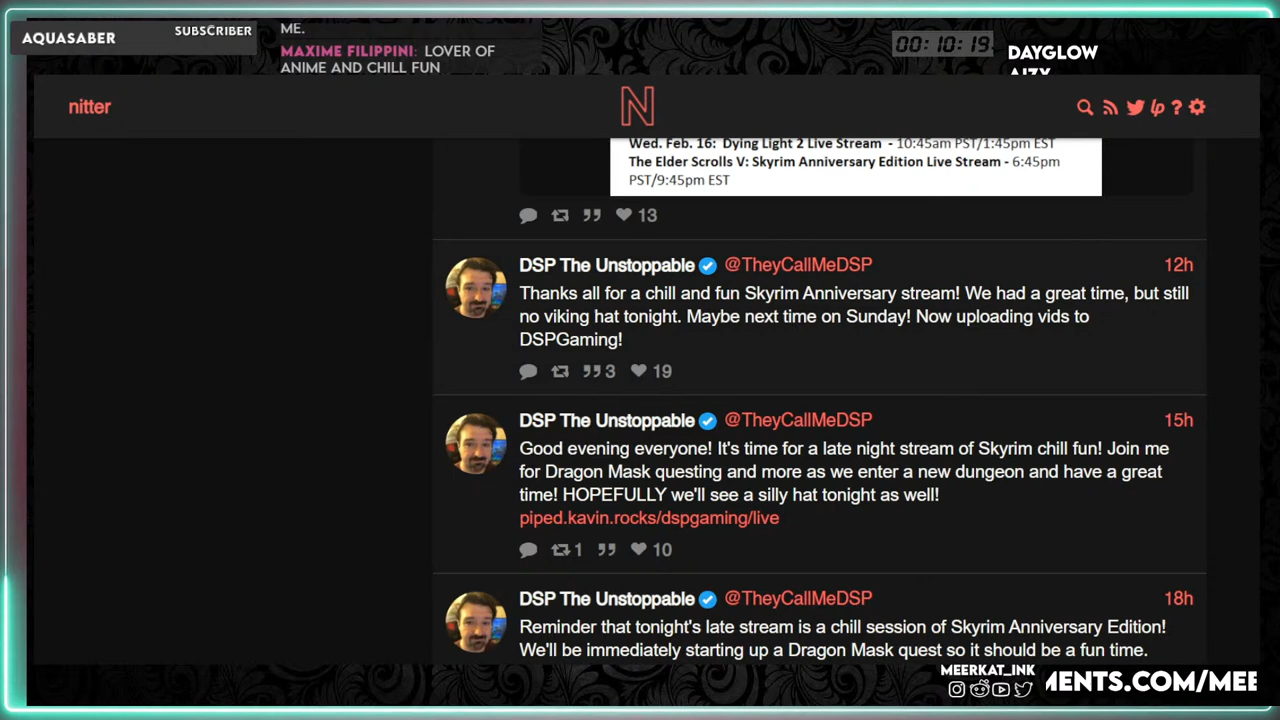 AQUASABER
SUBSCRIBER
ME.
MAXIME FILIPPINI: LOVER OF
ANIME AND CHILL FUN
00:10:19
DAYGLOW
nitter
N
Wed. Feb. 16: Dying Light 2 Live Stream - 10:45am PST/1:45pm EST
The Elder Scrolls V: Skyrim Anniversary Edition Live Stream - 6:45pm
PST/9:45pm EST
13
DSP The Unstoppable @TheyCallMeDSP 12h
Thanks all for a chill and fun Skyrim Anniversary stream! We had a great time, but still
no viking hat tonight. Maybe next time on Sunday! Now uploading vids to
DSPGaming!
3 19
DSP The Unstoppable @TheyCallMeDSP 15h
Good evening everyone! It's time for a late night stream of Skyrim chill fun! Join me
for Dragon Mask questing and more as we enter a new dungeon and have a great
time! HOPEFULLY we'll see a silly hat tonight as well!
piped.kavin.rocks/dspgaming/live
1 10
DSP The Unstoppable @TheyCallMeDSP 18h
Reminder that tonight's late stream is a chill session of Skyrim Anniversary Edition!
We'll be immediately starting up a Dragon Mask quest so it should be a fun time.
MEERKAT_INK
MENTS.COM/MEE